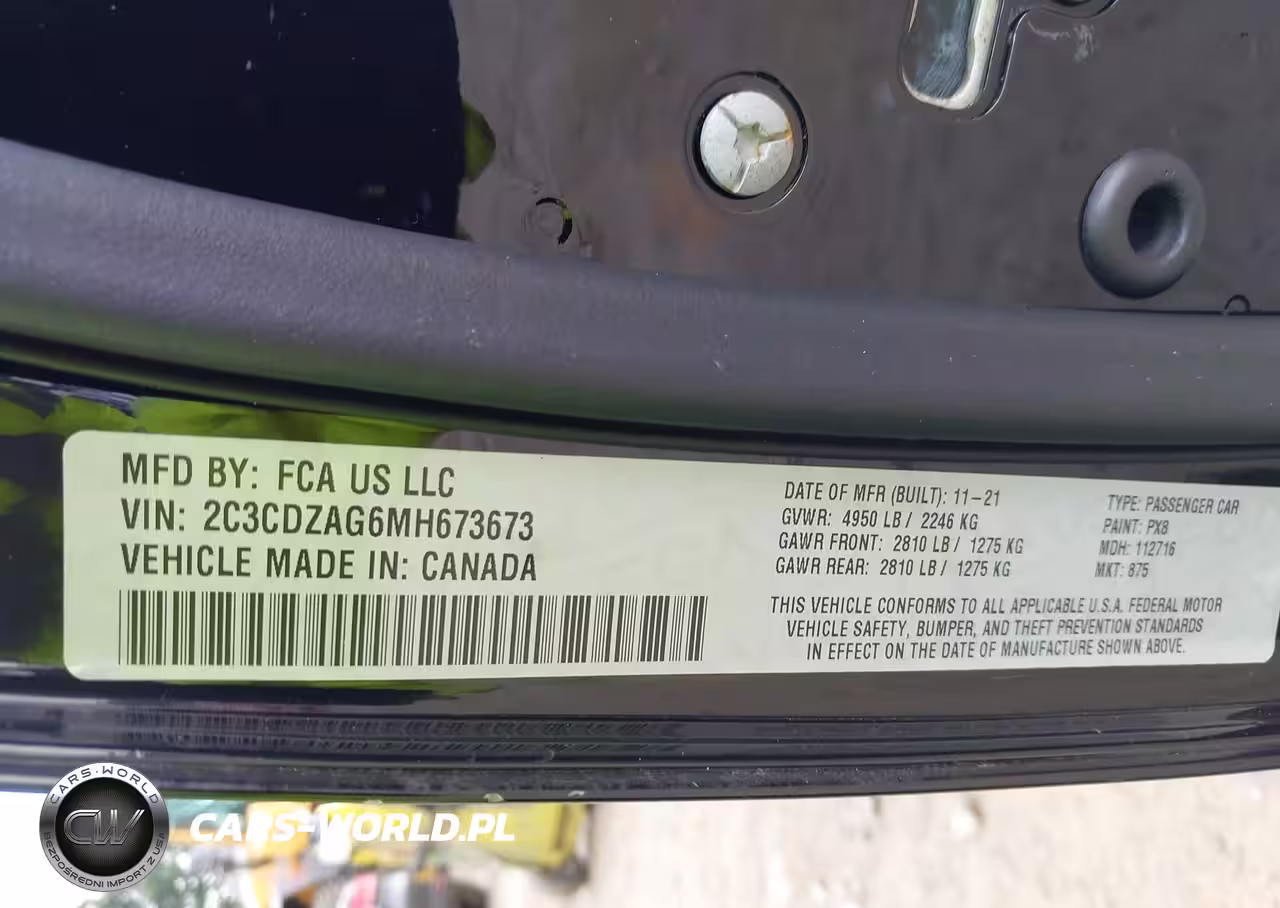 MFD BY: FCA US LLC
VIN: 2C3CDZAG6MH673673
VEHICLE MADE IN: CANADA
DATE OF MFR (BUILT): 11-21
GVWR: 4950 LB / 2246 KG
GAWR FRONT: 2810 LB / 1275 KG
GAWR REAR: 2810 LB / 1275 KG
TYPE: PASSENGER CAR
PAINT: PX8
MDH: 112716
MKT: 875
THIS VEHICLE CONFORMS TO ALL APPLICABLE U.S.A. FEDERAL MOTOR
VEHICLE SAFETY, BUMPER, AND THEFT PREVENTION STANDARDS
IN EFFECT ON THE DATE OF MANUFACTURE SHOWN ABOVE.
CARS-WORLD
CW
BEZPOŚREDNI IMPORT Z USA
CARS-WORLD.PL